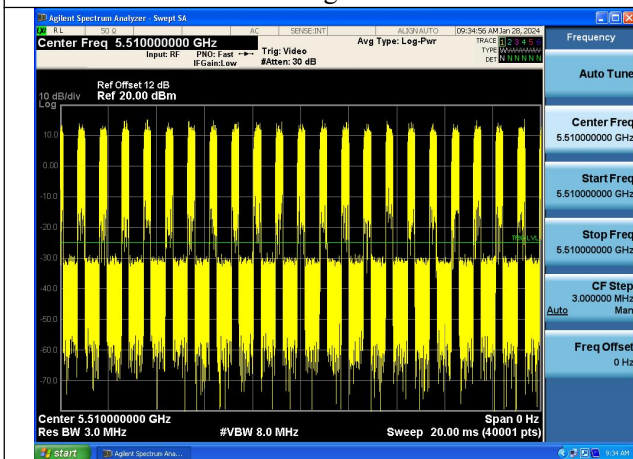 Agilent Spectrum Analyzer - Swept SA
RL 50 Ω AC SENSE:INT ALIGNAUTO 09:34:56 AM Jan 28, 2024
Center Freq 5.510000000 GHz
Input: RF PNO: Fast Trig: Video Avg Type: Log-Pwr TRACE 1 2 3 4 5 6
IFGain:Low #Atten: 30 dB TYPE
DET N N N N N N
Ref Offset 12 dB
10 dB/div Ref 20.00 dBm
Log
10.0
0.00
-10.0
-20.0
-30.0
-40.0
-50.0
-60.0
-70.0
Center 5.510000000 GHz Span 0 Hz
Res BW 3.0 MHz #VBW 8.0 MHz Sweep 20.00 ms (40001 pts)
Frequency
Auto Tune
Center Freq
5.510000000 GHz
Start Freq
5.510000000 GHz
Stop Freq
5.510000000 GHz
CF Step
3.000000 MHz
Auto Man
Freq Offset
0 Hz
start Agilent Spectrum Ana... 9:34 AM